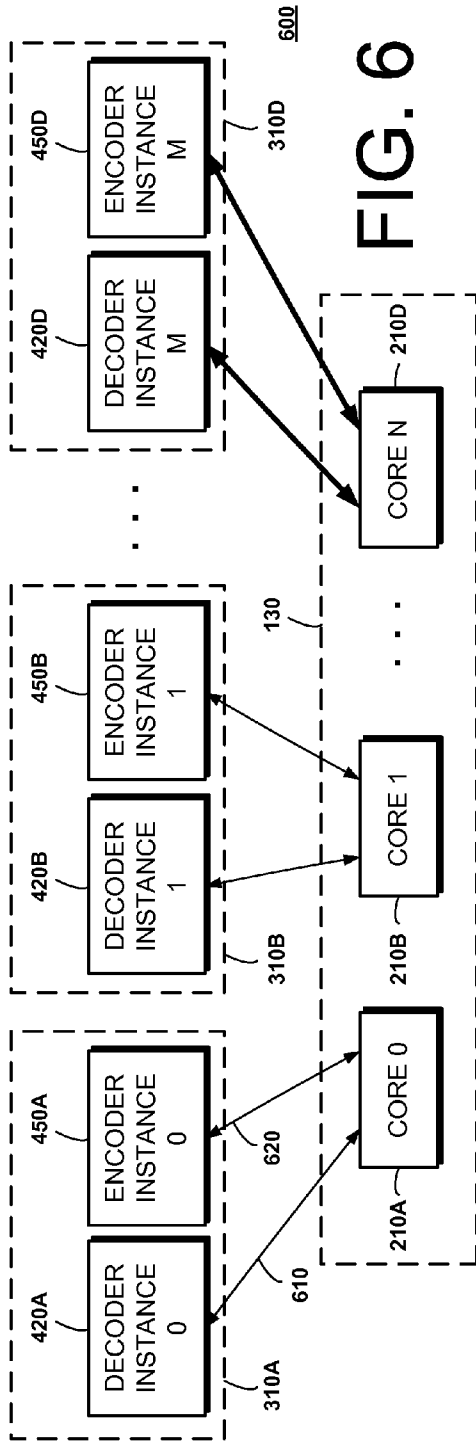 600
450D
420D
450B
420B
450A
420A
ENCODER
INSTANCE
M
DECODER
INSTANCE
M
. . .
ENCODER
INSTANCE
1
DECODER
INSTANCE
1
ENCODER
INSTANCE
0
DECODER
INSTANCE
0
310D
310B
310A
620
610
130
CORE N
210D
. . .
CORE 1
210B
CORE 0
210A
FIG. 6